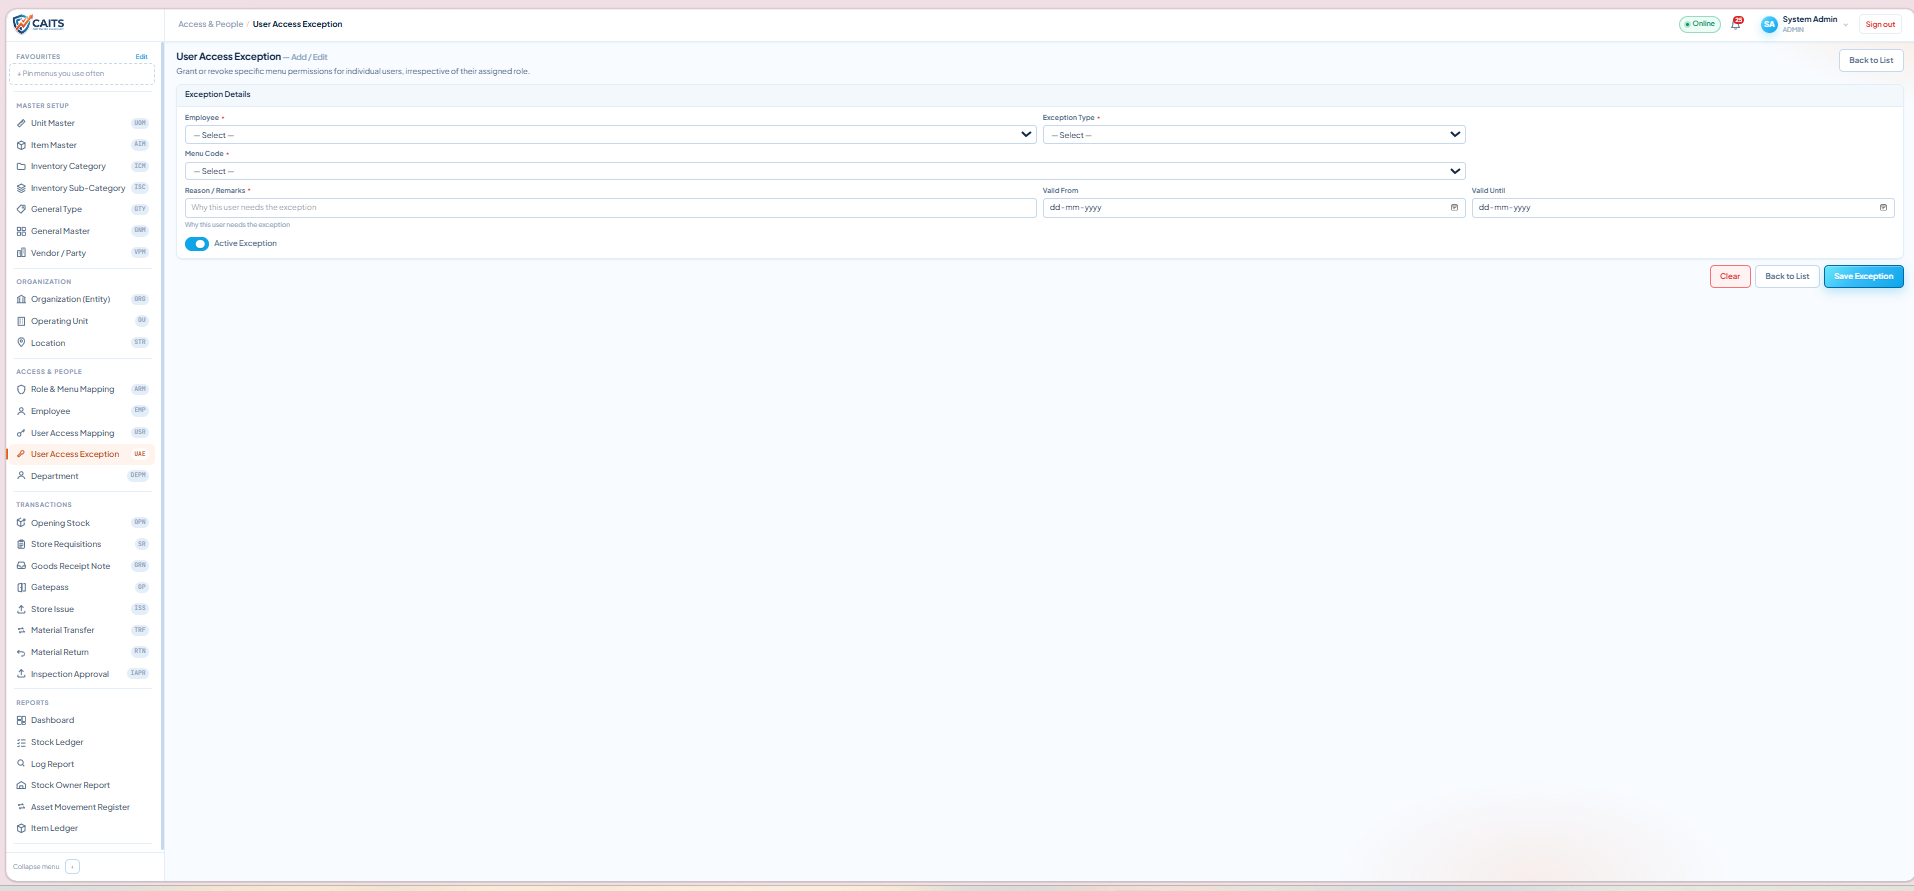 CAITS
Access & People / User Access Exception
Online
25
SA
System Admin
ADMIN
Sign out
FAVOURITES
Edit
+ Pin menus you use often
MASTER SETUP
Unit Master UOM
Item Master AIM
Inventory Category ICM
Inventory Sub-Category ISC
General Type GTY
General Master GNM
Vendor / Party VPM
ORGANIZATION
Organization (Entity) ORG
Operating Unit OU
Location STR
ACCESS & PEOPLE
Role & Menu Mapping ARM
Employee EMP
User Access Mapping USR
User Access Exception UAE
Department DEPM
TRANSACTIONS
Opening Stock OPN
Store Requisitions SR
Goods Receipt Note GRN
Gatepass GP
Store Issue ISS
Material Transfer TRF
Material Return RTN
Inspection Approval IAPR
REPORTS
Dashboard
Stock Ledger
Log Report
Stock Owner Report
Asset Movement Register
Item Ledger
Collapse menu
User Access Exception — Add / Edit
Grant or revoke specific menu permissions for individual users, irrespective of their assigned role.
Back to List
Exception Details
Employee *
— Select —
Exception Type *
— Select —
Menu Code *
— Select —
Reason / Remarks *
Why this user needs the exception
Why this user needs the exception
Valid From
dd-mm-yyyy
Valid Until
dd-mm-yyyy
Active Exception
Clear
Back to List
Save Exception